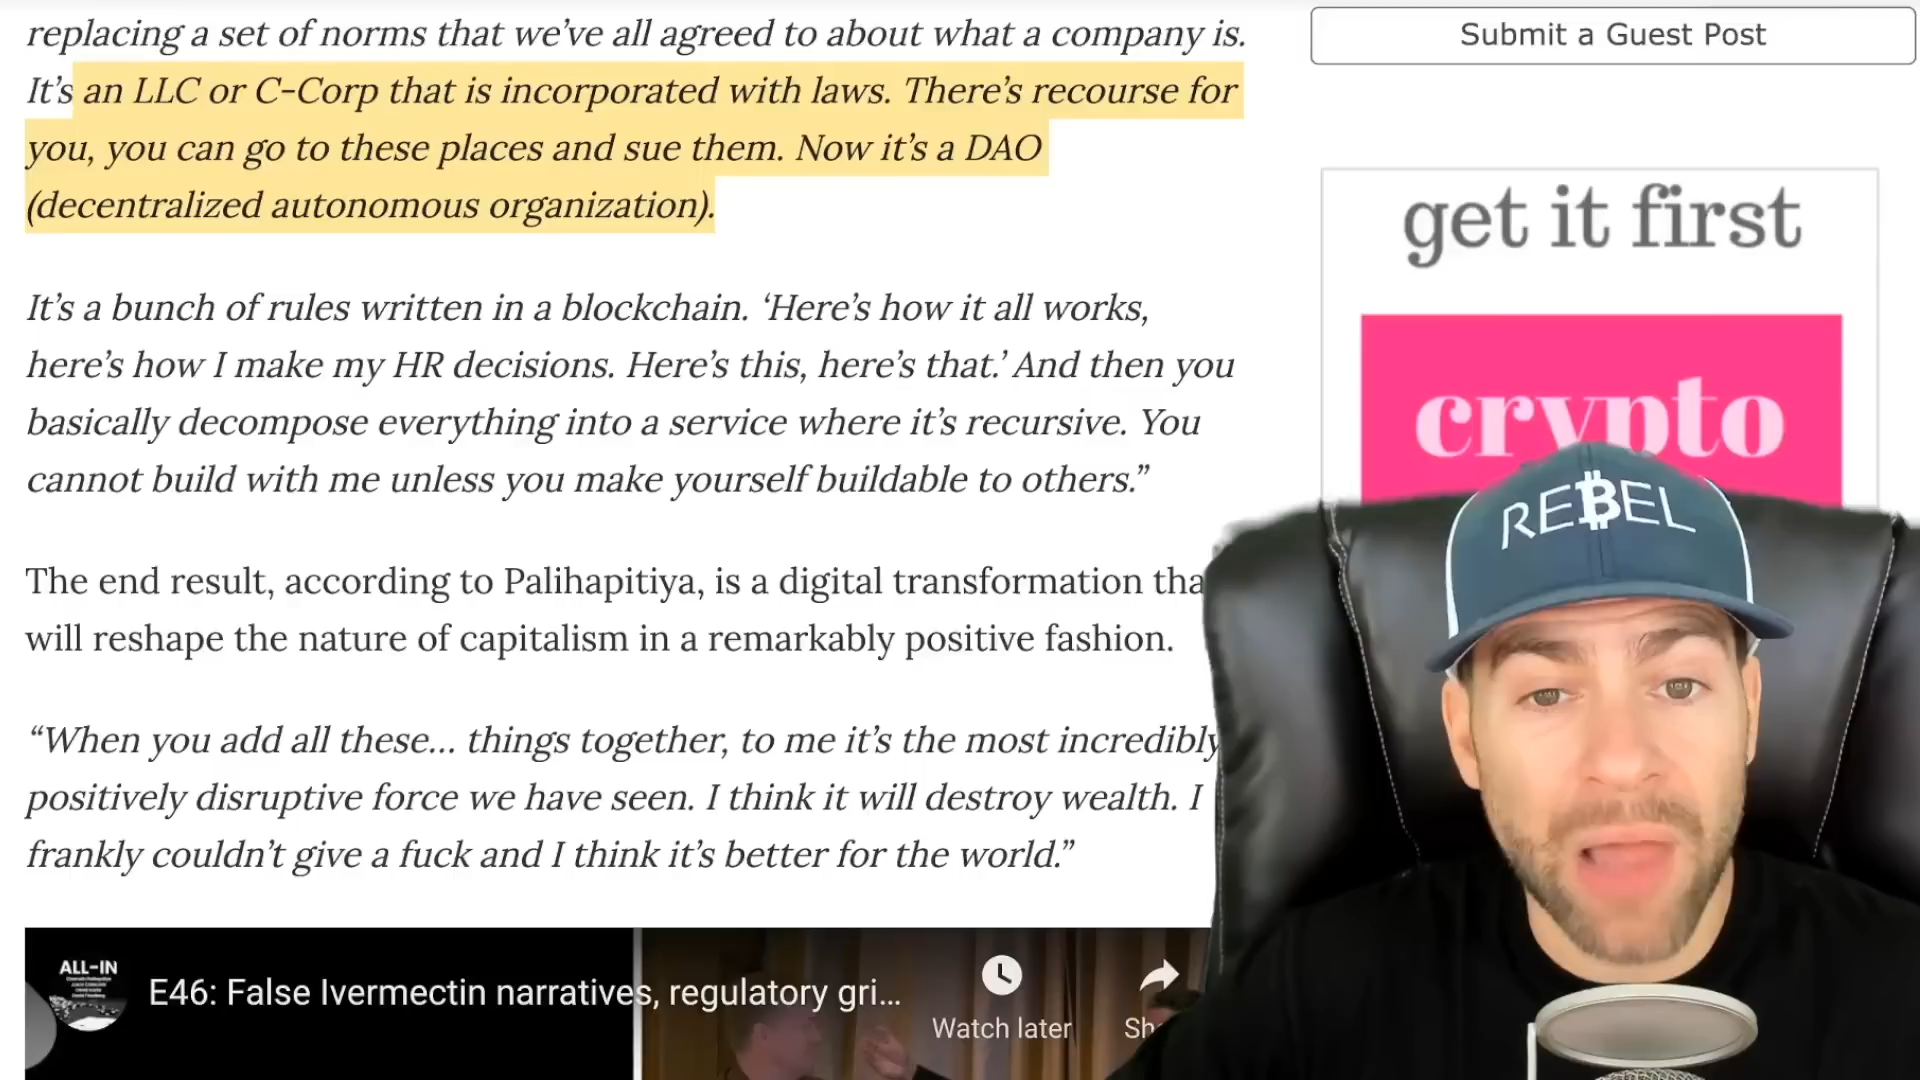 replacing a set of norms that we’ve all agreed to about what a company is.
It’s an LLC or C-Corp that is incorporated with laws. There’s recourse for
you, you can go to these places and sue them. Now it’s a DAO
(decentralized autonomous organization).
It’s a bunch of rules written in a blockchain. ‘Here’s how it all works,
here’s how I make my HR decisions. Here’s this, here’s that.’ And then you
basically decompose everything into a service where it’s recursive. You
cannot build with me unless you make yourself buildable to others.”
The end result, according to Palihapitiya, is a digital transformation tha
will reshape the nature of capitalism in a remarkably positive fashion.
“When you add all these… things together, to me it’s the most incredibly
positively disruptive force we have seen. I think it will destroy wealth. I
frankly couldn’t give a fuck and I think it’s better for the world.”
ALL-IN
E46: False Ivermectin narratives, regulatory gri…
Watch later
Sh
Submit a Guest Post
get it first
crypto
RE₿EL